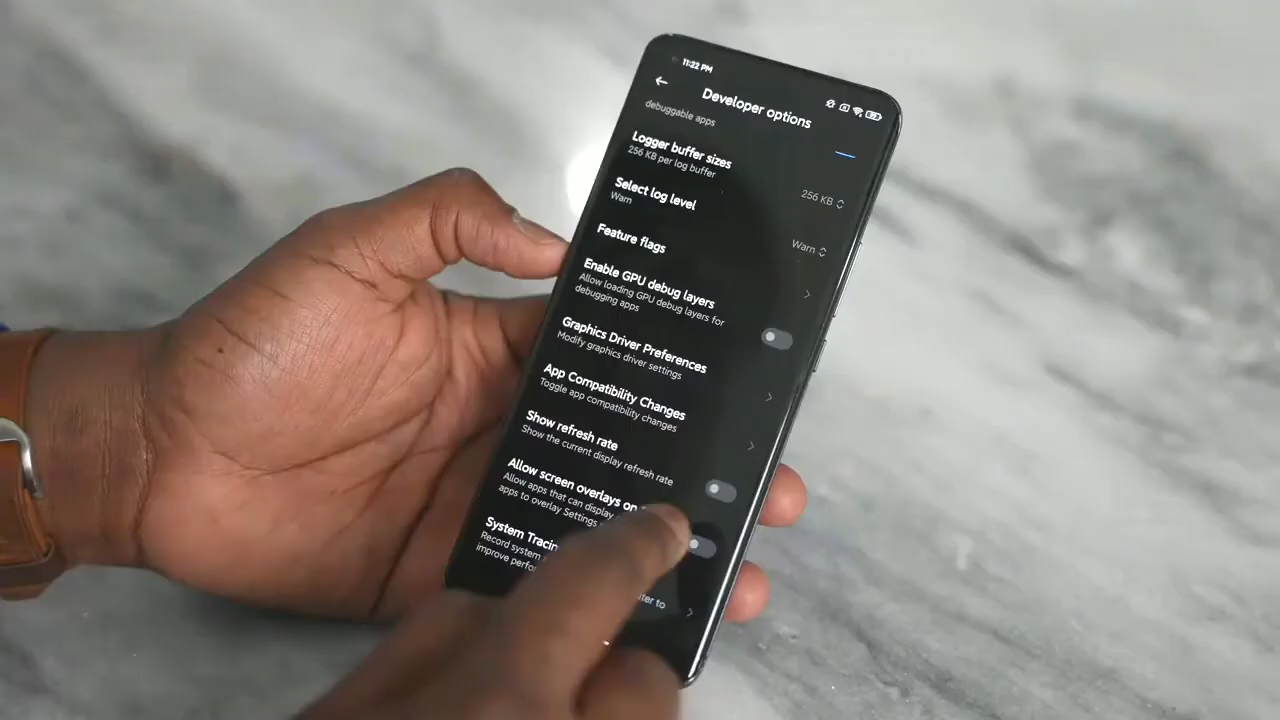 11:22 PM
Developer options
debuggable apps
Logger buffer sizes
256 KB per log buffer
256 KB
Select log level
Warn
Warn
Feature flags
Enable GPU debug layers
Allow loading GPU debug layers for
debugging apps
Graphics Driver Preferences
Modify graphics driver settings
App Compatibility Changes
Toggle app compatibility changes
Show refresh rate
Show the current display refresh rate
Allow screen overlays on
Allow apps that can display
apps to overlay Settings
System
Record system
improve
to